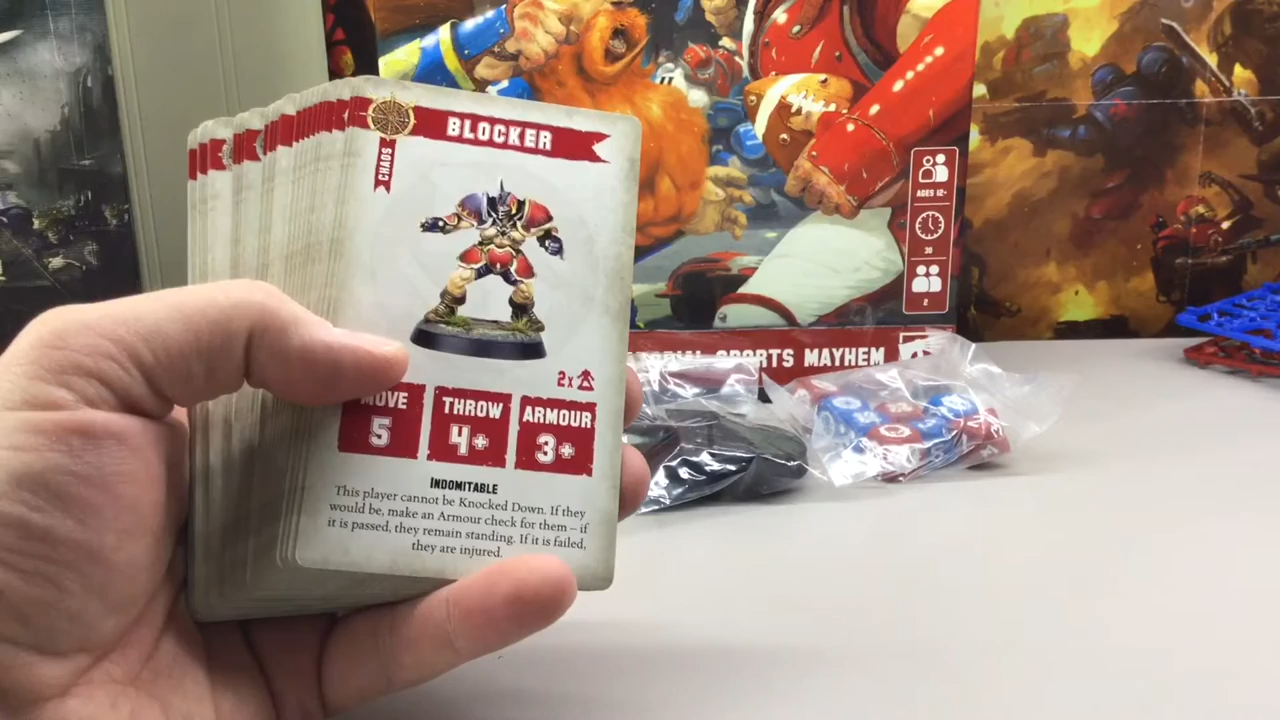 BLOCKER
CHAOS
2x
MOVE
5
THROW
4+
ARMOUR
3+
INDOMITABLE
This player cannot be Knocked Down. If they
would be, make an Armour check for them – if
it is passed, they remain standing. If it is failed,
they are injured.
AGES 12+
30
2
SPORTS MAYHEM